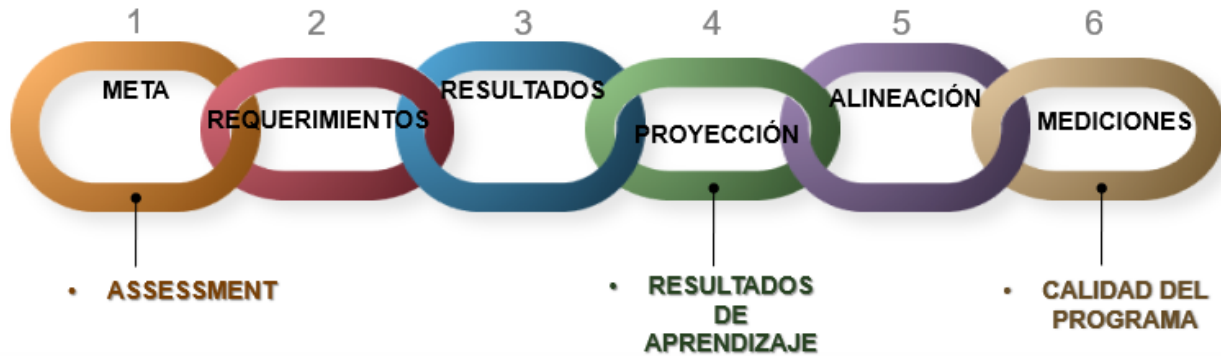 1 2 3 4 5 6
META
REQUERIMIENTOS
RESULTADOS
PROYECCIÓN
ALINEACIÓN
MEDICIONES
• ASSESSMENT
• RESULTADOS
DE
APRENDIZAJE
• CALIDAD DEL
PROGRAMA